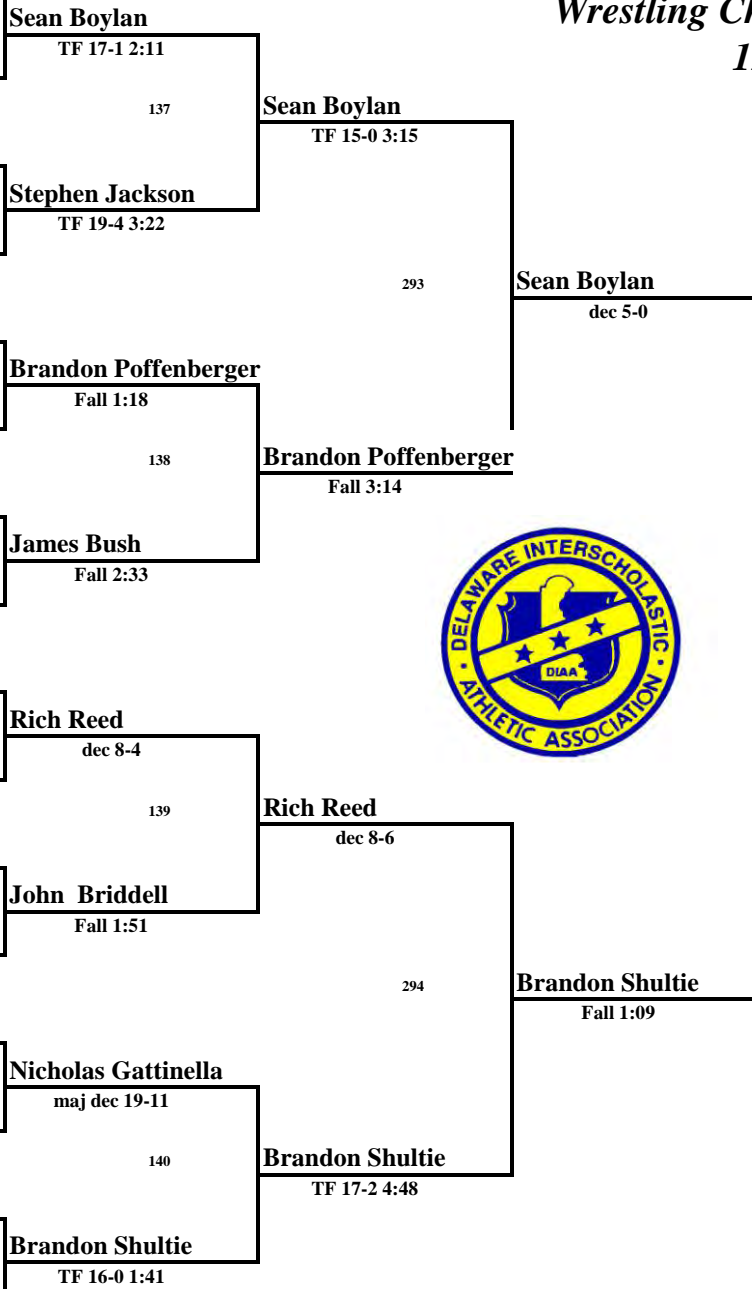 Wrestling Ch
Sean Boylan
TF 17-1 2:11
137
Sean Boylan
TF 15-0 3:15
Stephen Jackson
TF 19-4 3:22
293
Sean Boylan
dec 5-0
Brandon Poffenberger
Fall 1:18
138
Brandon Poffenberger
Fall 3:14
James Bush
Fall 2:33
DELAWARE INTERSCHOLASTIC
DIAA
ATHLETIC ASSOCIATION
Rich Reed
dec 8-4
139
Rich Reed
dec 8-6
John Briddell
Fall 1:51
294
Brandon Shultie
Fall 1:09
Nicholas Gattinella
maj dec 19-11
140
Brandon Shultie
TF 17-2 4:48
Brandon Shultie
TF 16-0 1:41